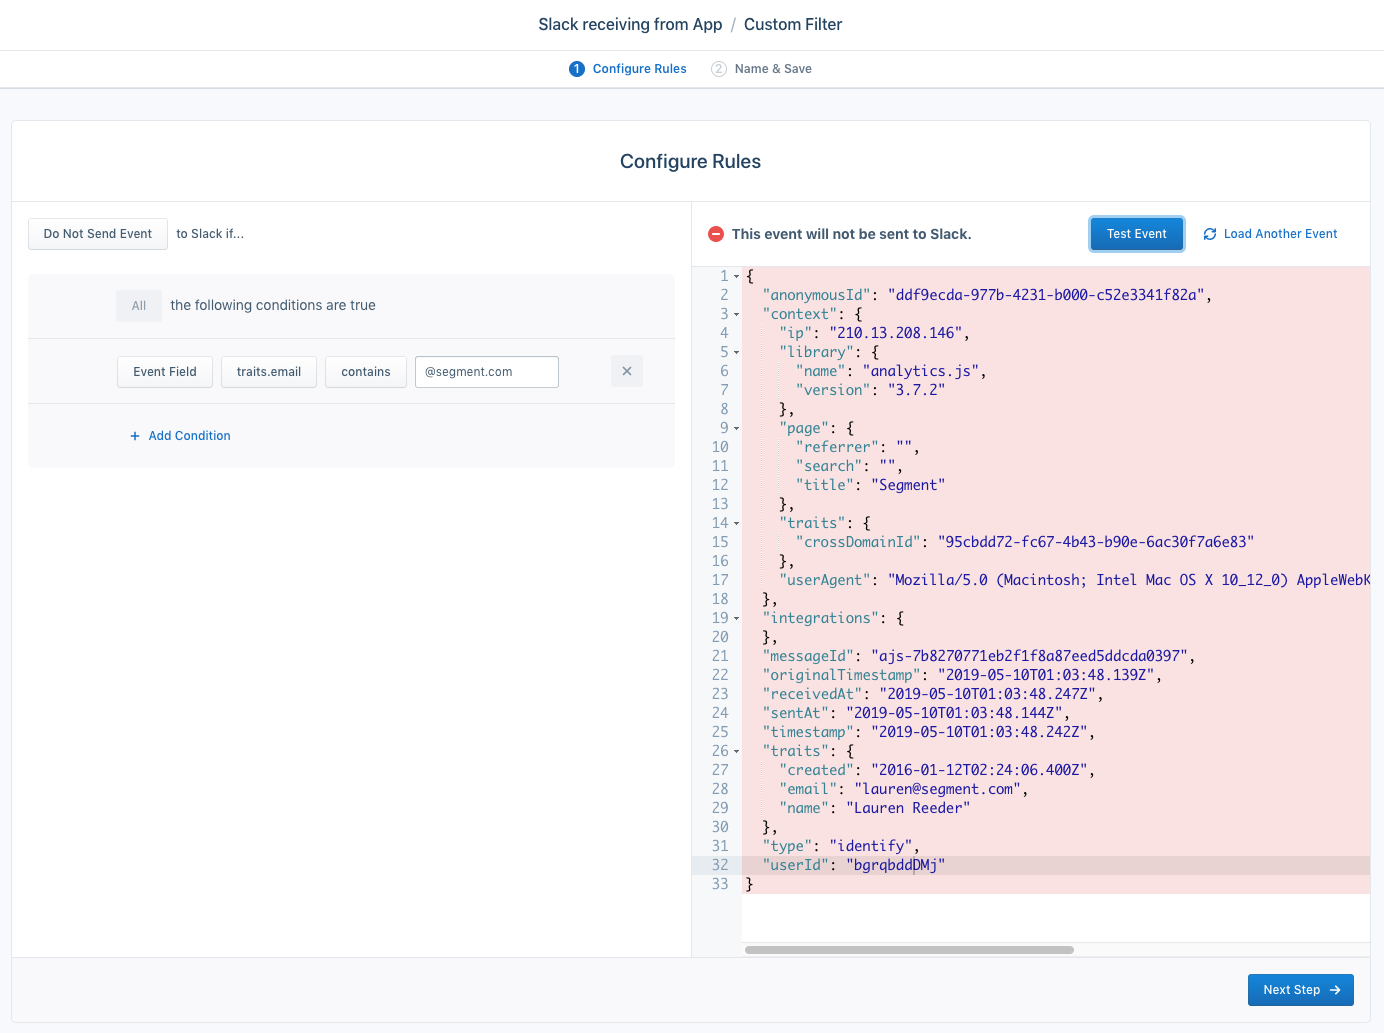 Slack receiving from App / Custom Filter
1 Configure Rules 2 Name & Save
Configure Rules
Do Not Send Event to Slack if...
All the following conditions are true
Event Field traits.email contains @segment.com ×
+ Add Condition
This event will not be sent to Slack. Test Event Load Another Event
1 {
2 "anonymousId": "ddf9ecda-977b-4231-b000-c52e3341f82a",
3 "context": {
4 "ip": "210.13.208.146",
5 "library": {
6 "name": "analytics.js",
7 "version": "3.7.2"
8 },
9 "page": {
10 "referrer": "",
11 "search": "",
12 "title": "Segment"
13 },
14 "traits": {
15 "crossDomainId": "95cbdd72-fc67-4b43-b90e-6ac30f7a6e83"
16 },
17 "userAgent": "Mozilla/5.0 (Macintosh; Intel Mac OS X 10_12_0) AppleWebK
18 },
19 "integrations": {
20 },
21 "messageId": "ajs-7b8270771eb2f1f8a87eed5ddcda0397",
22 "originalTimestamp": "2019-05-10T01:03:48.139Z",
23 "receivedAt": "2019-05-10T01:03:48.247Z",
24 "sentAt": "2019-05-10T01:03:48.144Z",
25 "timestamp": "2019-05-10T01:03:48.242Z",
26 "traits": {
27 "created": "2016-01-12T02:24:06.400Z",
28 "email": "lauren@segment.com",
29 "name": "Lauren Reeder"
30 },
31 "type": "identify",
32 "userId": "bgrqbddDMj"
33 }
Next Step →